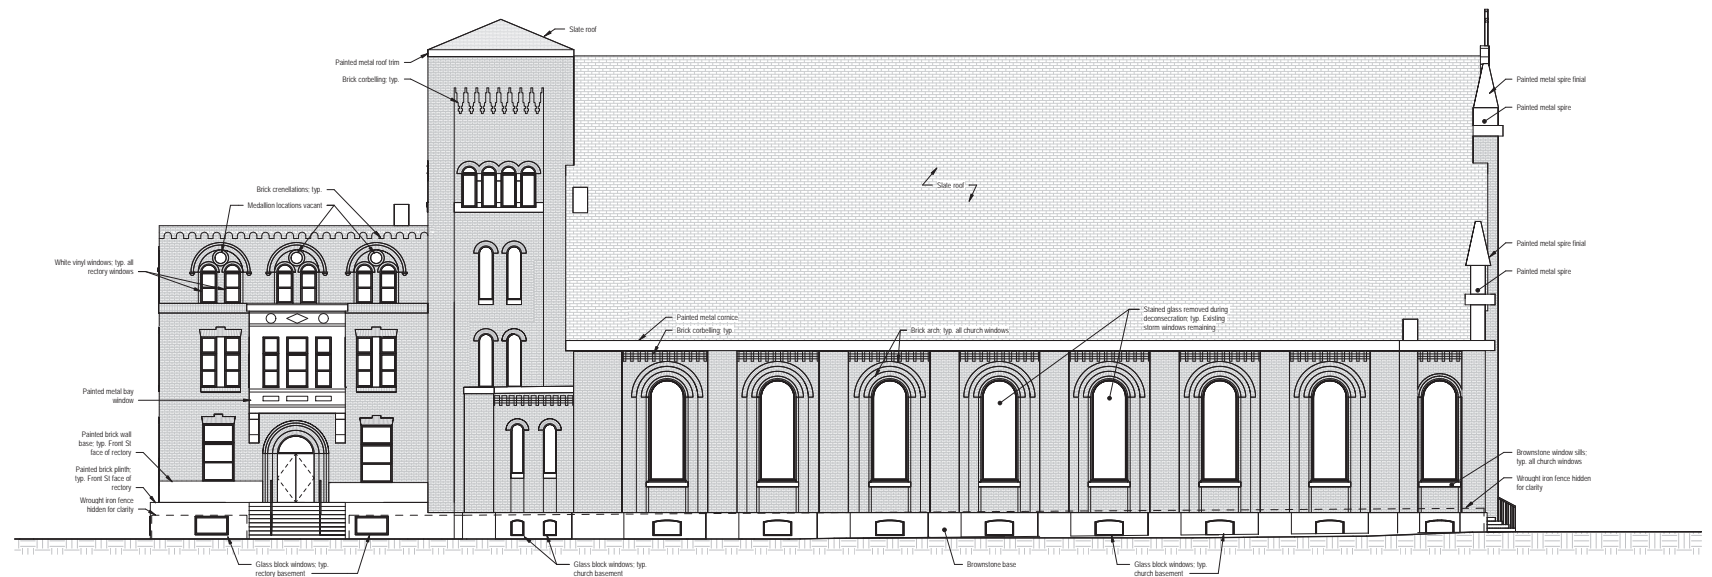 Slate roof
Painted metal roof trim
Brick corbelling; typ.
Painted metal spire finial
Painted metal spire
Brick crenellations; typ.
Medallion locations vacant
Slate roof
White vinyl windows; typ. all
rectory windows
Painted metal spire finial
Painted metal spire
Painted metal cornice
Brick corbelling; typ.
Brick arch; typ. all church windows
Stained glass removed during
deconsecration; typ. Existing
storm windows remaining
Painted metal bay
window
Painted brick wall
base; typ. Front St
face of rectory
Painted brick plinth;
typ. Front St face of
rectory
Wrought iron fence
hidden for clarity
Brownstone window sills;
typ. all church windows
Wrought iron fence hidden
for clarity
Glass block windows; typ.
rectory basement
Glass block windows; typ.
church basement
Brownstone base
Glass block windows; typ.
church basement